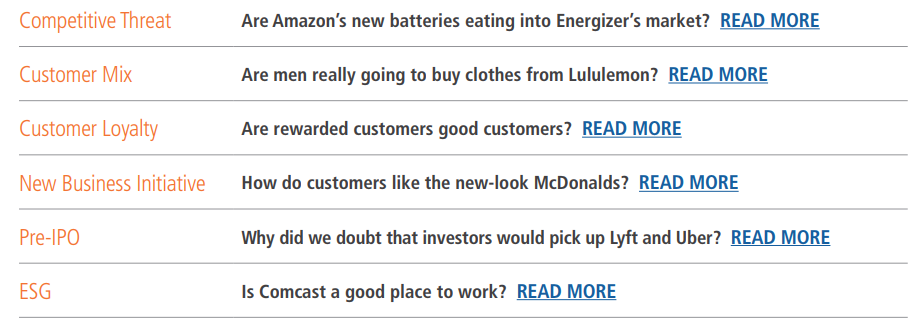 Competitive Threat Are Amazon’s new batteries eating into Energizer’s market? READ MORE
Customer Mix Are men really going to buy clothes from Lululemon? READ MORE
Customer Loyalty Are rewarded customers good customers? READ MORE
New Business Initiative How do customers like the new-look McDonalds? READ MORE
Pre-IPO Why did we doubt that investors would pick up Lyft and Uber? READ MORE
ESG Is Comcast a good place to work? READ MORE